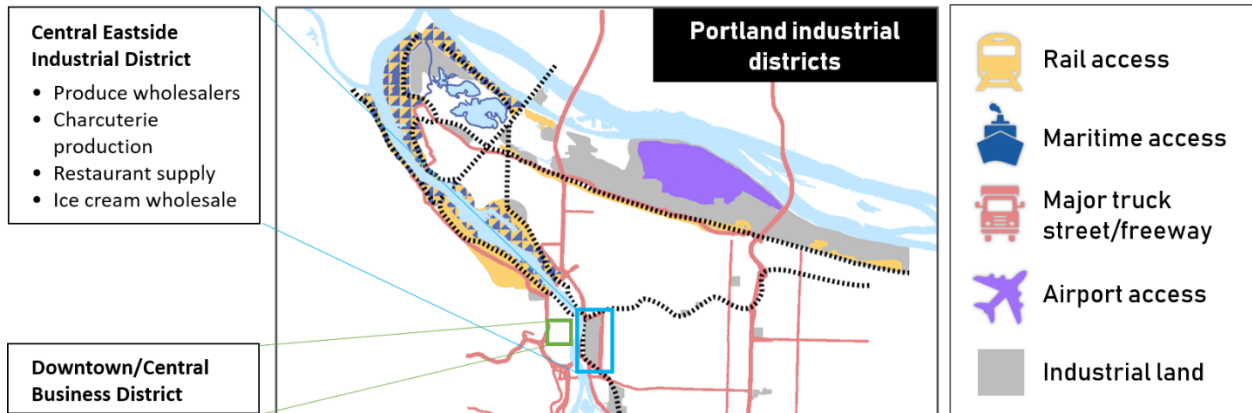 Central Eastside
Industrial District
• Produce wholesalers
• Charcuterie
production
• Restaurant supply
• Ice cream wholesale
Downtown/Central
Business District
Portland industrial
districts
Rail access
Maritime access
Major truck
street/freeway
Airport access
Industrial land